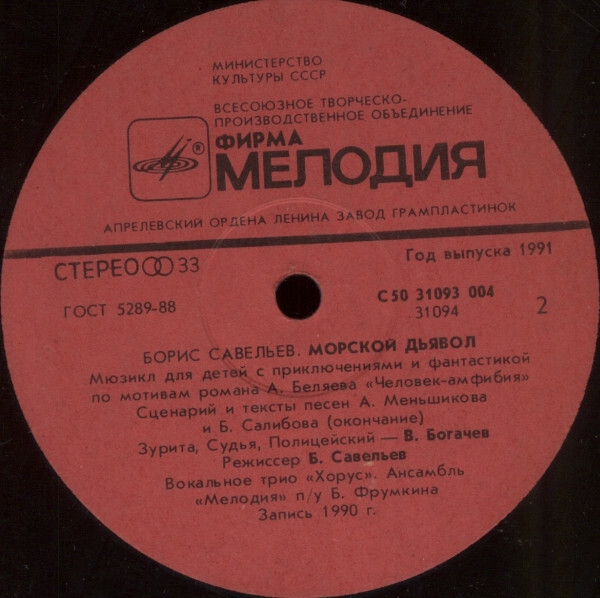 МИНИСТЕРСТВО
КУЛЬТУРЫ СССР
ВСЕСОЮЗНОЕ ТВОРЧЕСКО-
ПРОИЗВОДСТВЕННОЕ ОБЪЕДИНЕНИЕ
ФИРМА
®
МЕЛОДИЯ
АПРЕЛЕВСКИЙ ОРДЕНА ЛЕНИНА ЗАВОД ГРАМПЛАСТИНОК
СТЕРЕО 33
Год выпуска 1991
ГОСТ 5289-88
С50 31093 004
31094
2
БОРИС САВЕЛЬЕВ. МОРСКОЙ ДЬЯВОЛ
Мюзикл для детей с приключениями и фантастикой
по мотивам романа А. Беляева «Человек-амфибия»
Сценарий и тексты песен А. Меньшикова
и Б. Салибова (окончание)
Зурита, Судья, Полицейский — В. Богачев
Режиссер Б. Савельев
Вокальное трио «Хорус». Ансамбль
«Мелодия» п/у Б. Фрумкина
Запись 1990 г.